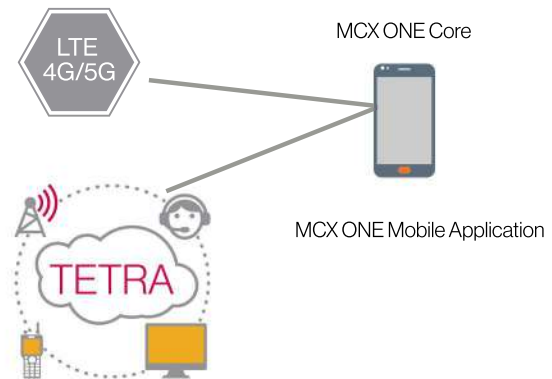 LTE
4G/5G
MCX ONE Core
MCX ONE Mobile Application
TETRA